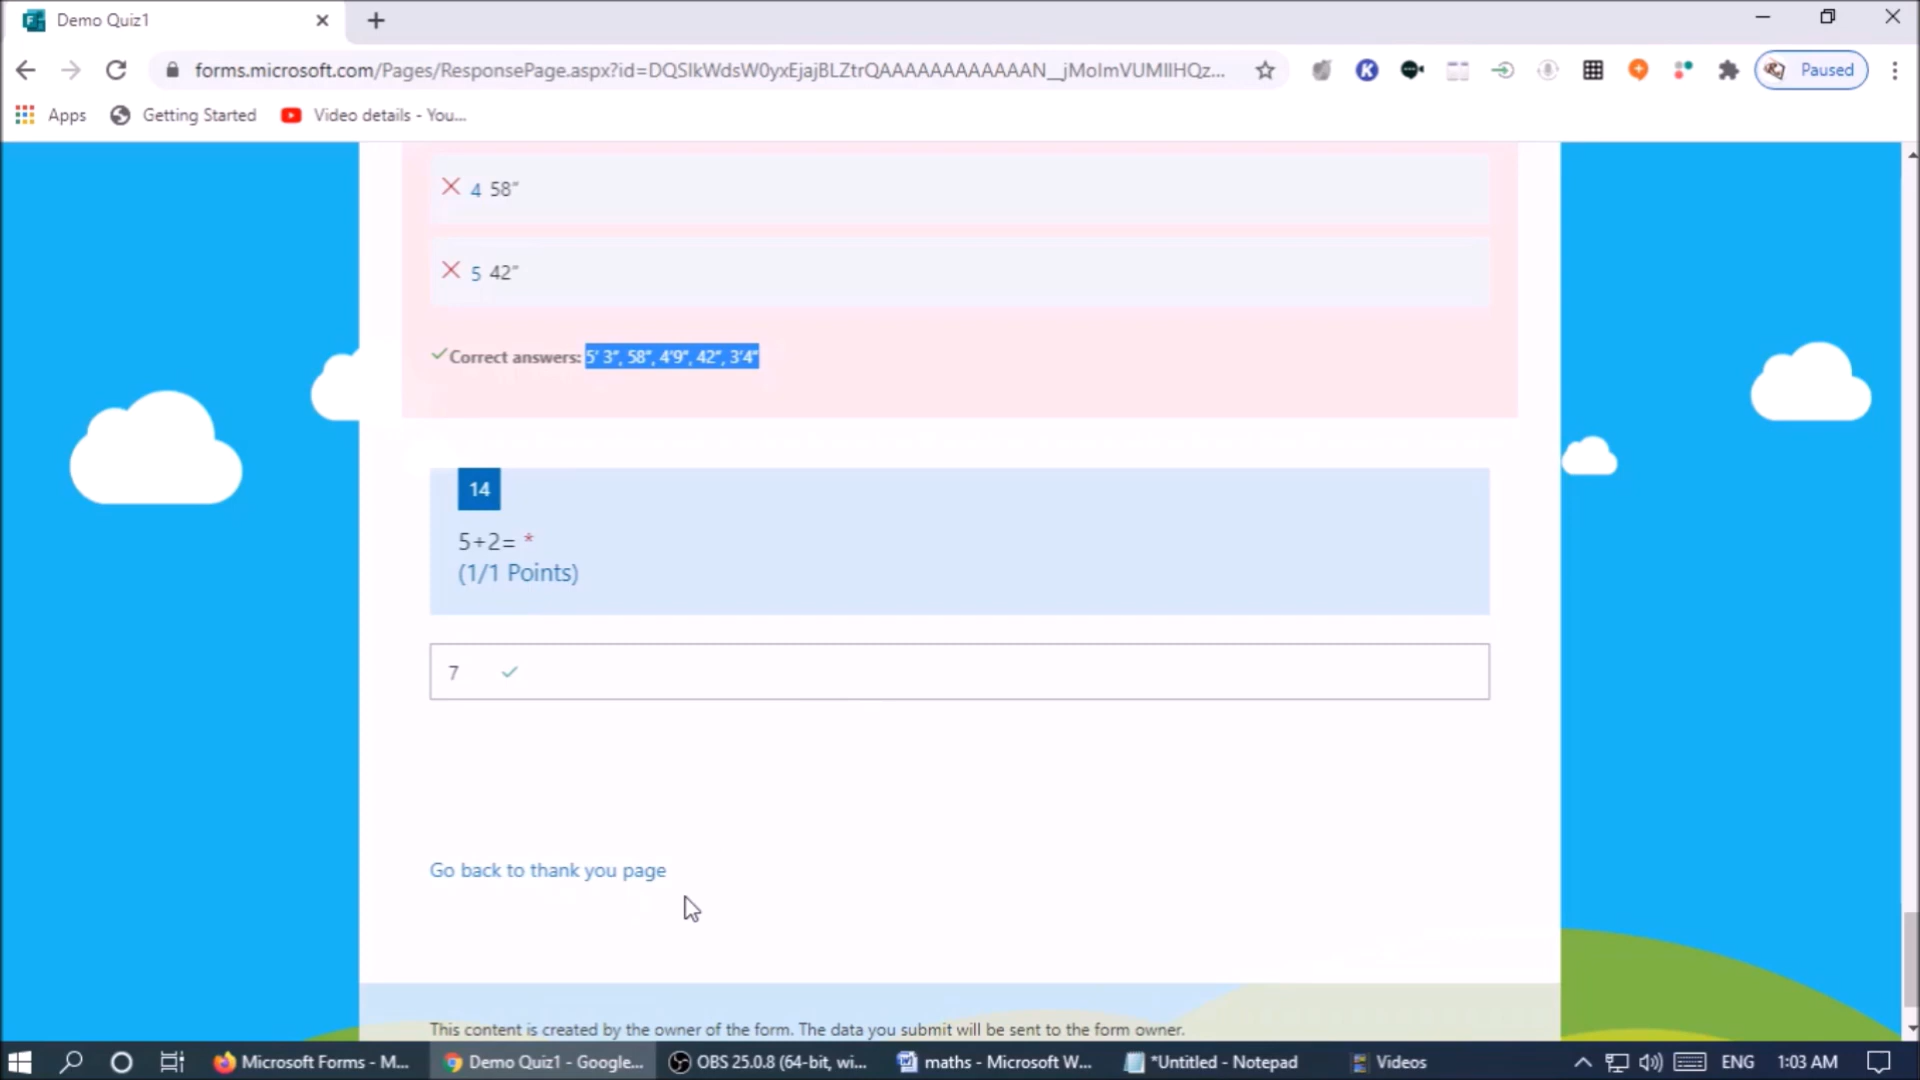 Demo Quiz1
forms.microsoft.com/Pages/ResponsePage.aspx?id=DQSIkWdsW0yxEjajBLZtrQAAAAAAAAAAAAN__jMoImVUMllHQz...
K
Paused
Apps
Getting Started
Video details - You...
4 58”
5 42”
Correct answers: 5’ 3”, 58”, 4’9”, 42”, 3’4”
14
5+2= *
(1/1 Points)
7
Go back to thank you page
This content is created by the owner of the form. The data you submit will be sent to the form owner.
Microsoft Forms - M...
Demo Quiz1 - Google...
OBS 25.0.8 (64-bit, wi...
maths - Microsoft W...
*Untitled - Notepad
Videos
ENG
1:03 AM